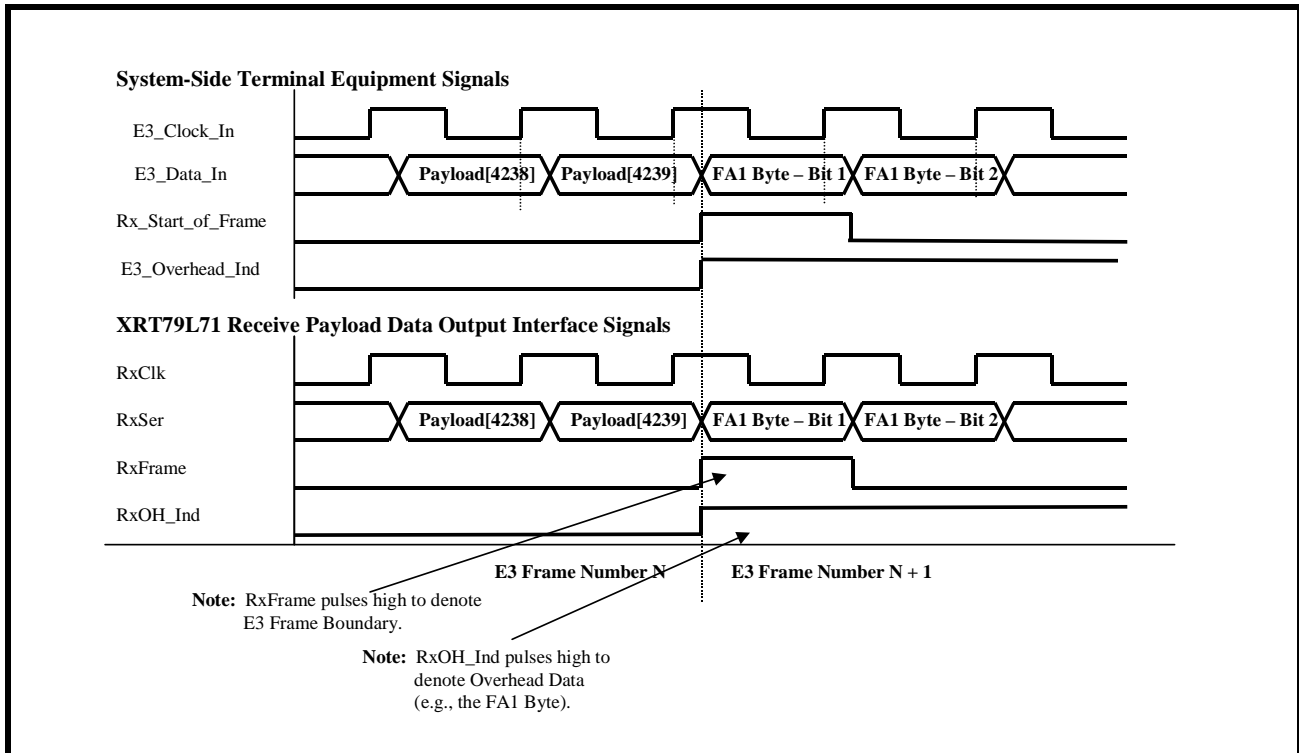 System-Side Terminal Equipment Signals
E3_Clock_In
E3_Data_In
Payload[4238]
Payload[4239]
FA1 Byte – Bit 1
FA1 Byte – Bit 2
Rx_Start_of_Frame
E3_Overhead_Ind
XRT79L71 Receive Payload Data Output Interface Signals
RxClk
RxSer
Payload[4238]
Payload[4239]
FA1 Byte – Bit 1
FA1 Byte – Bit 2
RxFrame
RxOH_Ind
E3 Frame Number N
E3 Frame Number N + 1
Note: RxFrame pulses high to denote
E3 Frame Boundary.
Note: RxOH_Ind pulses high to
denote Overhead Data
(e.g., the FA1 Byte).